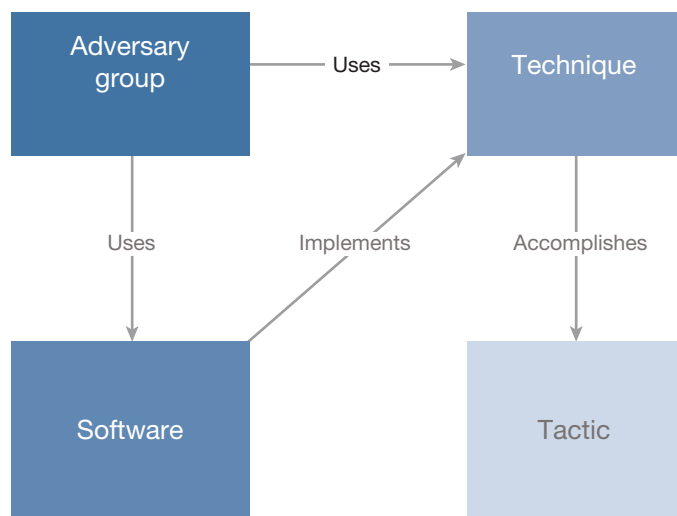 Adversary
group
Uses
Technique
Uses
Implements
Accomplishes
Software
Tactic